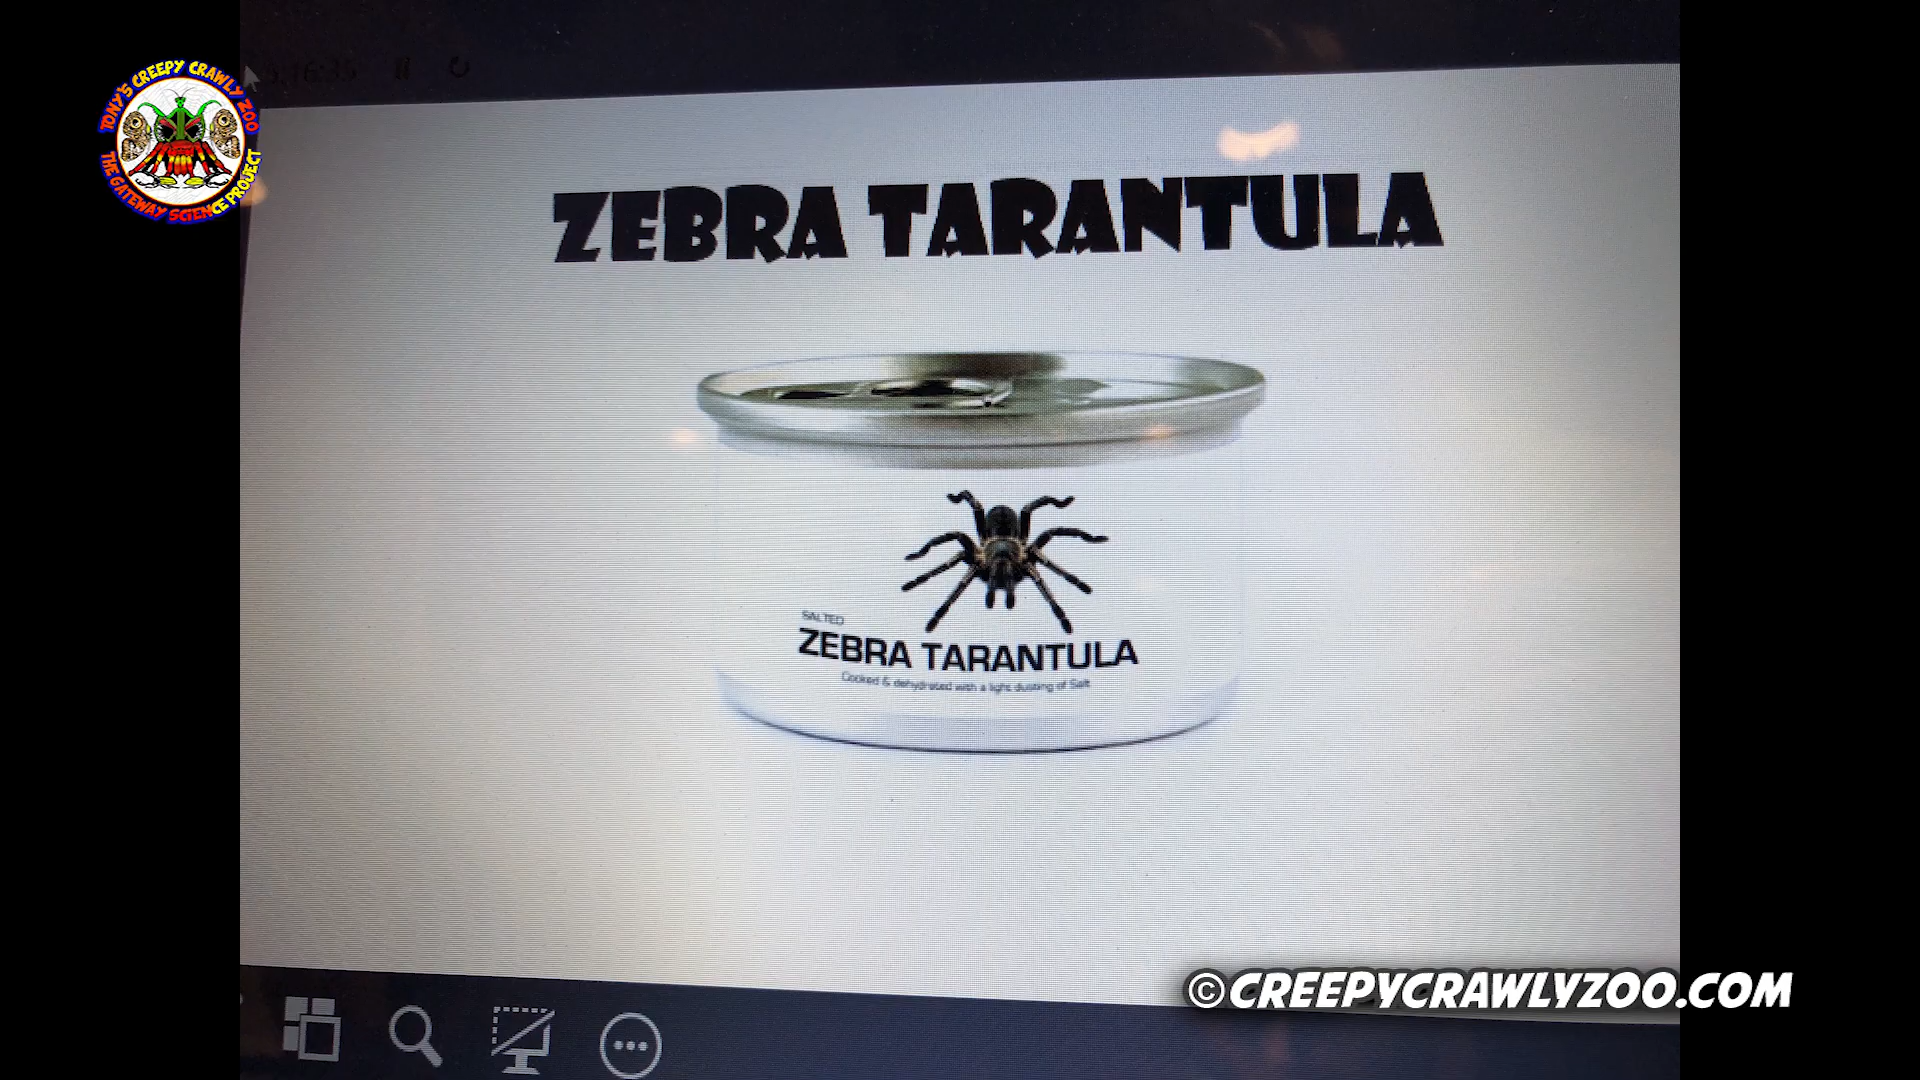 TONY'S CREEPY CRAWLY ZOO
THE GATEWAY SCIENCE PROJECT
ZEBRA TARANTULA
SALTED
ZEBRA TARANTULA
Cooked & dehydrated with a light dusting of Salt
©CREEPYCRAWLYZOO.COM